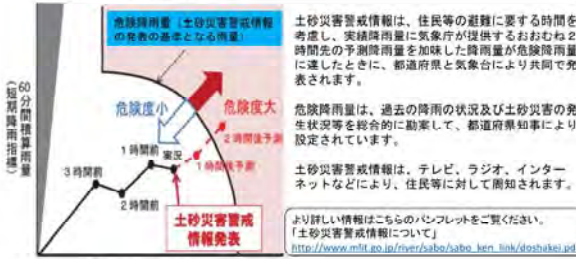 危険降雨量（土砂災害警戒情報
の発表の基本となる雨量）
60分間積算雨量
（短期降雨指標）
危険度小
危険度大
2時間後予測
1時間前
実況
1時間後予測
3時間前
2時間前
土砂災害警戒
情報発表
土砂災害警戒情報は、住民等の避難に要する時間を
考慮し、実績降雨量に気象庁が提供するおおむね2
時間先の予測降雨量を加味した降雨量が危険降雨量
に達したときに、都道府県と気象台により共同で発
表されます。
危険降雨量は、過去の降雨の状況及び土砂災害の発
生状況等を総合的に勘案して、都道府県知事により
設定されています。
土砂災害警戒情報は、テレビ、ラジオ、インター
ネットなどにより、住民等に対して周知されます。
より詳しい情報はこちらのパンフレットをご覧ください。
「土砂災害警戒情報について」
http://www.mlit.go.jp/river/sabo/sabo_ken_link/doshakei.pd